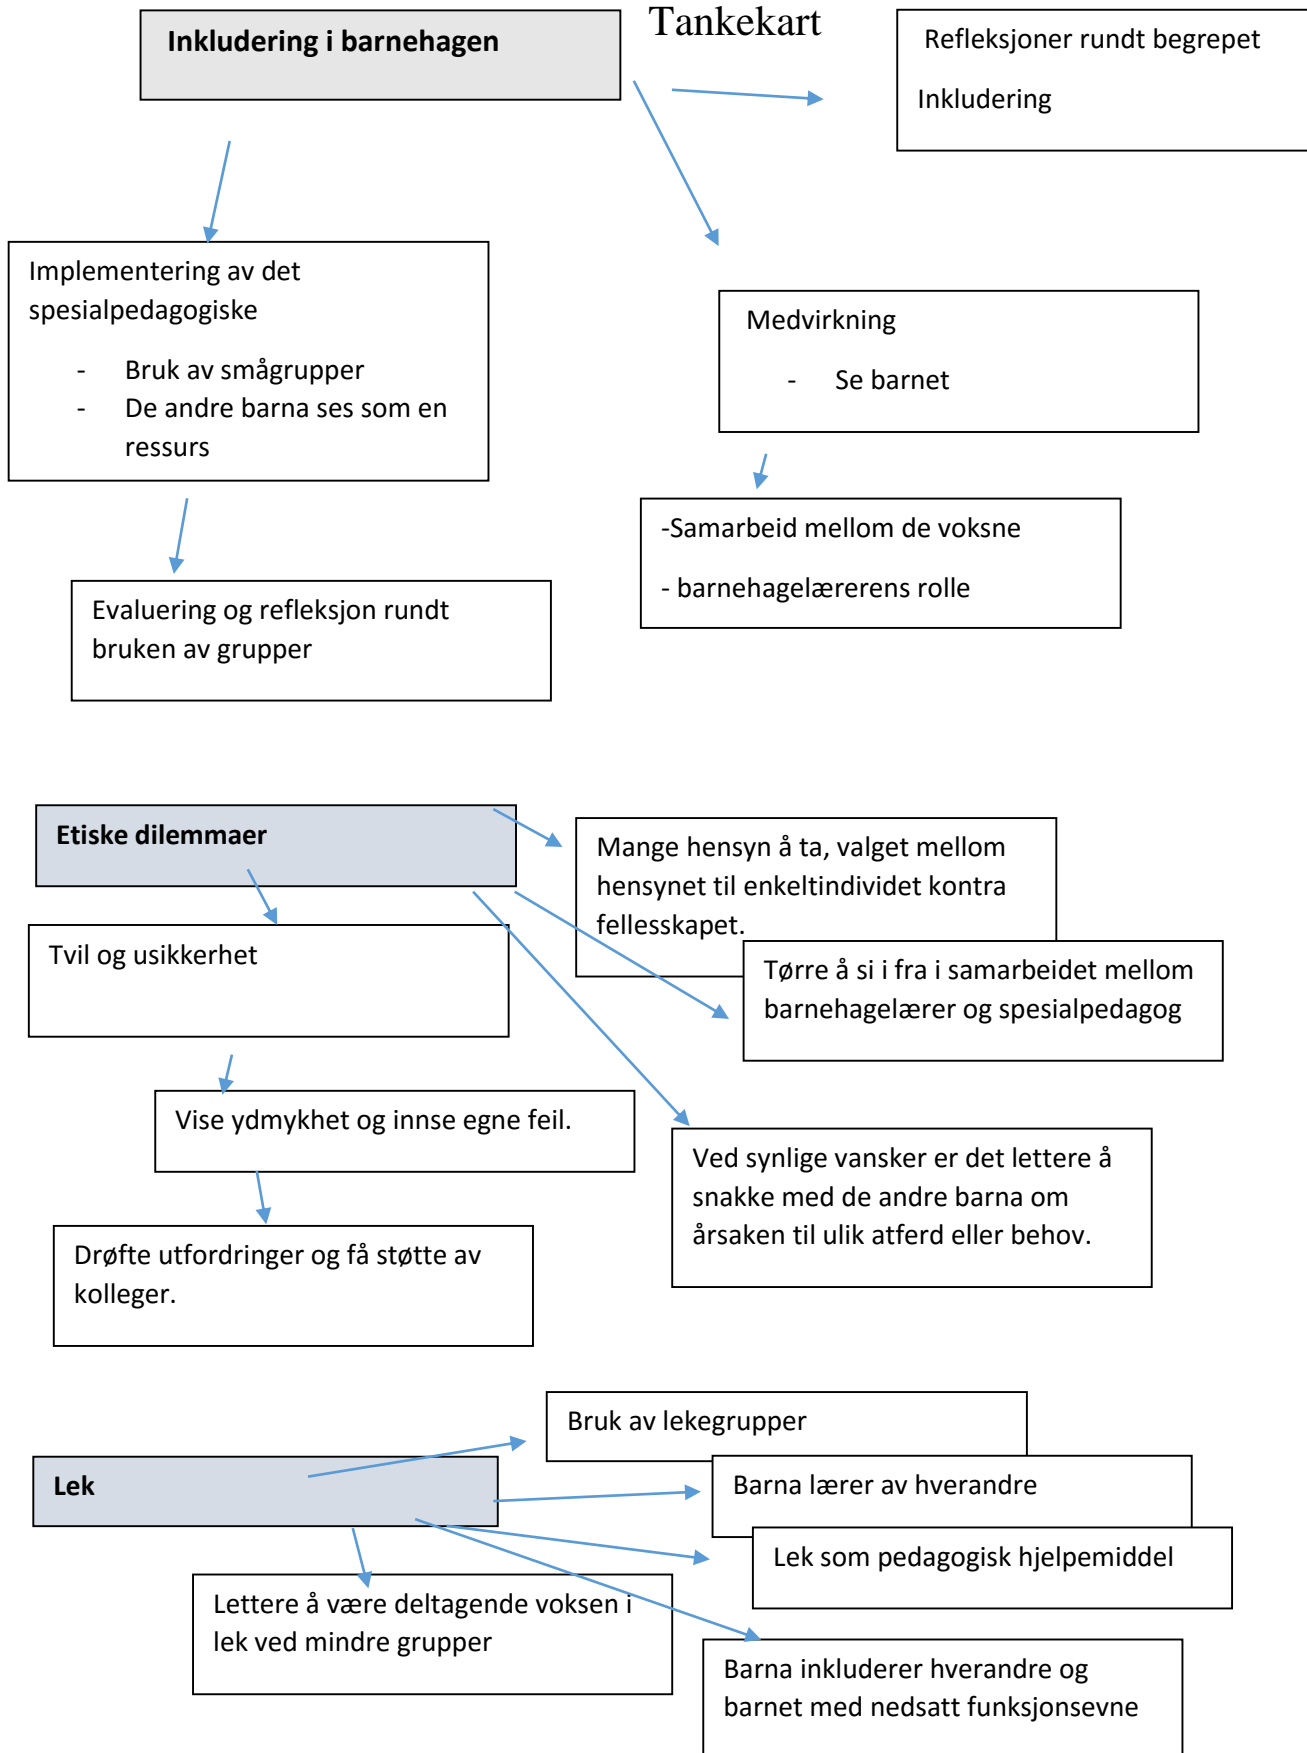 Tankekart
Inkludering i barnehagen
Refleksjoner rundt begrepet
Inkludering
Implementering av det
spesialpedagogiske
- Bruk av smågrupper
- De andre barna ses som en
ressurs
Medvirkning
- Se barnet
-Samarbeid mellom de voksne
- barnehagelærerens rolle
Evaluering og refleksjon rundt
bruken av grupper
Etiske dilemmaer
Mange hensyn å ta, valget mellom
hensynet til enkeltindividet kontra
fellesskapet.
Tvil og usikkerhet
Tørre å si i fra i samarbeidet mellom
barnehagelærer og spesialpedagog
Vise ydmykhet og innse egne feil.
Ved synlige vansker er det lettere å
snakke med de andre barna om
årsaken til ulik atferd eller behov.
Drøfte utfordringer og få støtte av
kolleger.
Bruk av lekegrupper
Lek
Barna lærer av hverandre
Lek som pedagogisk hjelpemiddel
Lettere å være deltagende voksen i
lek ved mindre grupper
Barna inkluderer hverandre og
barnet med nedsatt funksjonsevne